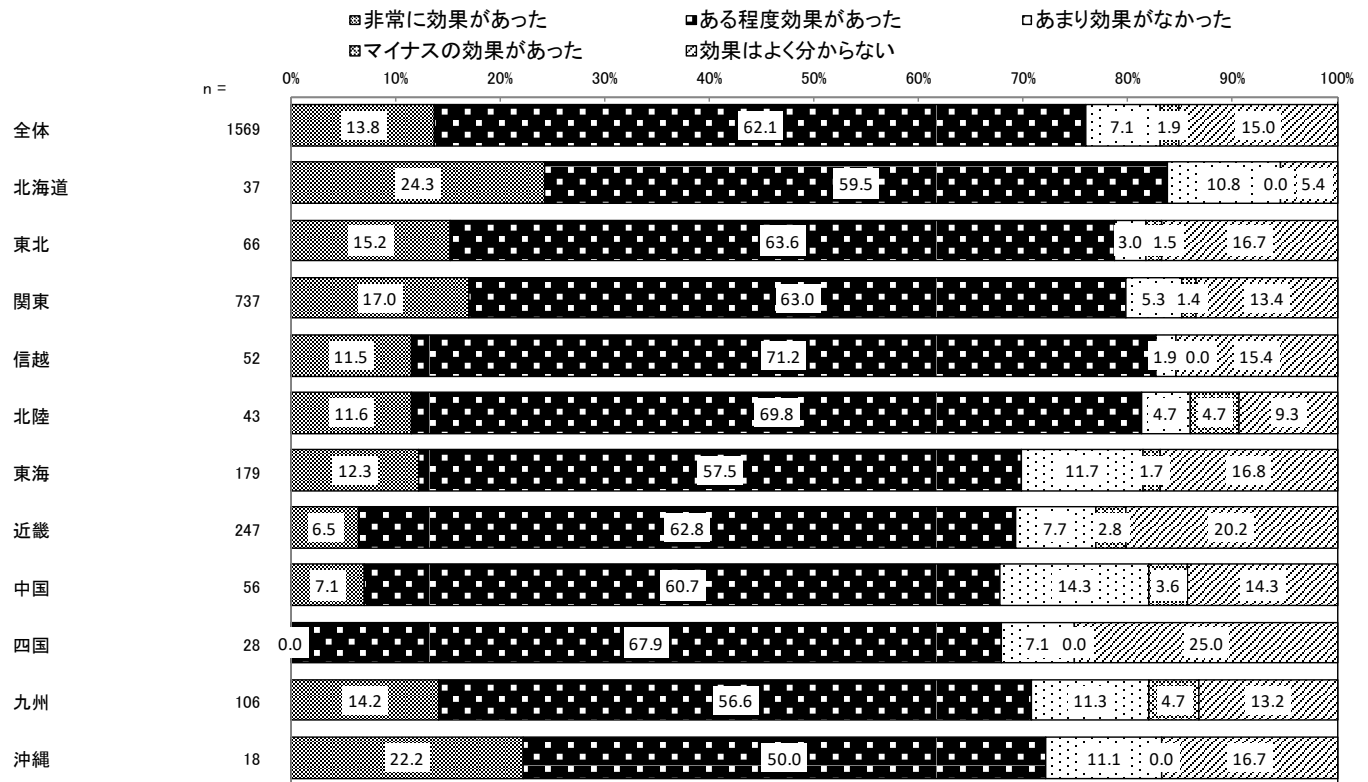 非常に効果があった ある程度効果があった あまり効果がなかった
マイナスの効果があった 効果はよく分からない
n = 0% 10% 20% 30% 40% 50% 60% 70% 80% 90% 100%
全体 1569 13.8 62.1 7.1 1.9 15.0
北海道 37 24.3 59.5 10.8 0.0 5.4
東北 66 15.2 63.6 3.0 1.5 16.7
関東 737 17.0 63.0 5.3 1.4 13.4
信越 52 11.5 71.2 1.9 0.0 15.4
北陸 43 11.6 69.8 4.7 4.7 9.3
東海 179 12.3 57.5 11.7 1.7 16.8
近畿 247 6.5 62.8 7.7 2.8 20.2
中国 56 7.1 60.7 14.3 3.6 14.3
四国 28 0.0 67.9 7.1 0.0 25.0
九州 106 14.2 56.6 11.3 4.7 13.2
沖縄 18 22.2 50.0 11.1 0.0 16.7